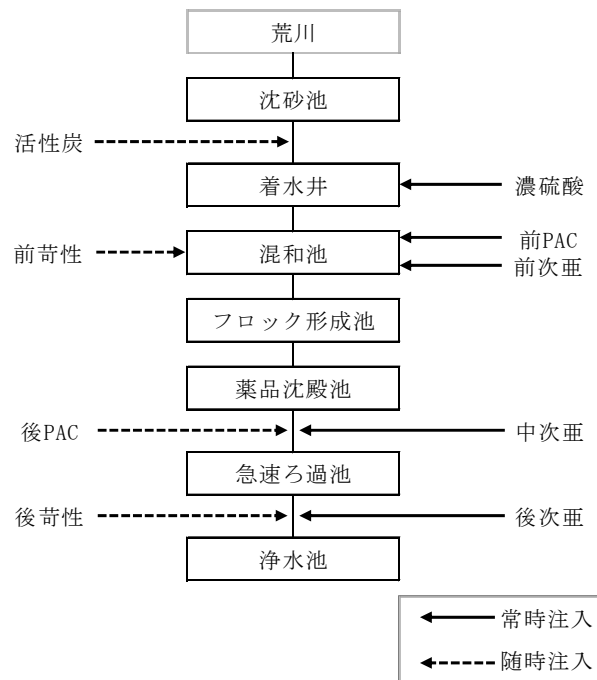 荒川
沈砂池
活性炭
着水井
濃硫酸
前苛性
混和池
前PAC
前次亜
フロック形成池
薬品沈殿池
後PAC
中次亜
急速ろ過池
後苛性
後次亜
浄水池
常時注入
随時注入